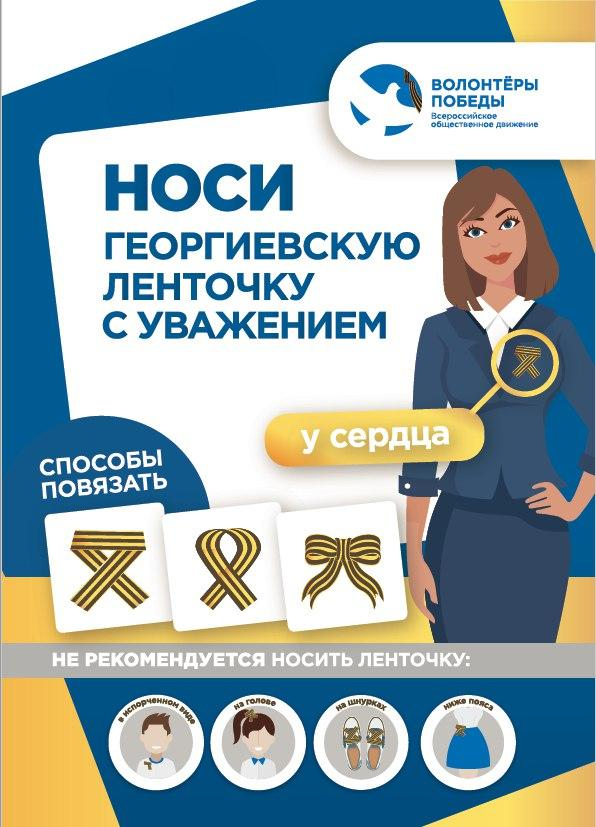 ВОЛОНТЁРЫ
ПОБЕДЫ
Всероссийское
общественное движение
НОСИ
ГЕОРГИЕВСКУЮ
ЛЕНТОЧКУ
С УВАЖЕНИЕМ
у сердца
СПОСОБЫ
ПОВЯЗАТЬ
НЕ РЕКОМЕНДУЕТСЯ НОСИТЬ ЛЕНТОЧКУ:
в испорченном виде
на голове
на шнурках
ниже пояса